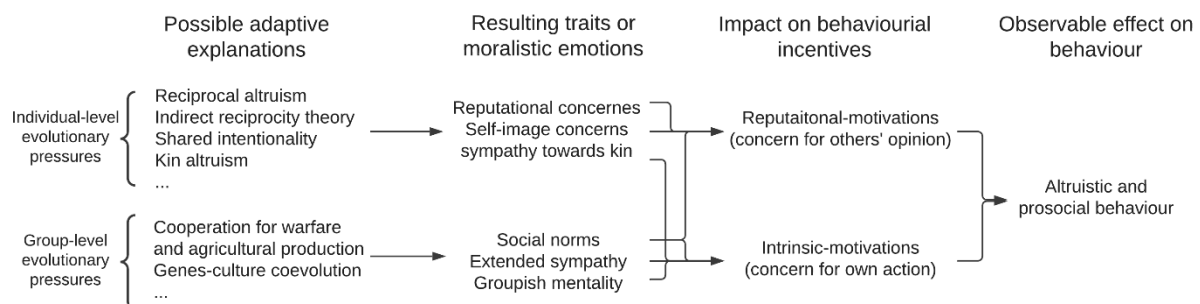 Possible adaptive
explanations
Resulting traits or
moralistic emotions
Impact on behaviourial
incentives
Observable effect on
behaviour
Individual-level
evolutionary
pressures
Reciprocal altruism
Indirect reciprocity theory
Shared intentionality
Kin altruism
...
Reputational concernes
Self-image concerns
sympathy towards kin
Reputaitonal-motivations
(concern for others' opinion)
Altruistic and
prosocial behaviour
Group-level
evolutionary
pressures
Cooperation for warfare
and agricultural production
Genes-culture coevolution
...
Social norms
Extended sympathy
Groupish mentality
Intrinsic-motivations
(concern for own action)